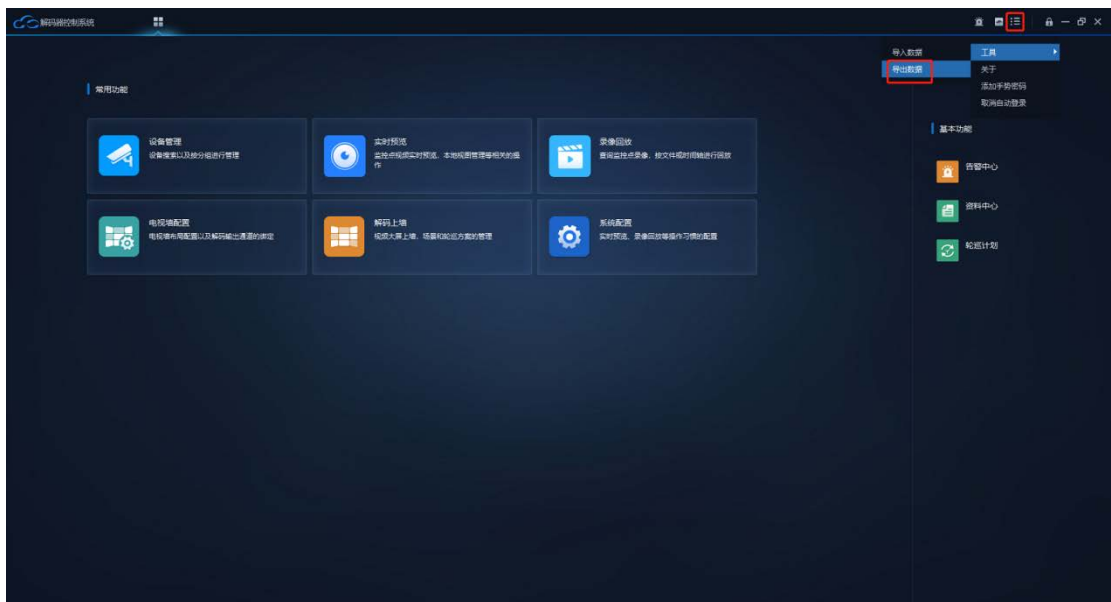 解码器控制系统
导入数据
工具
导出数据
关于
添加手势密码
取消自动登录
常用功能
设备管理
设备搜索以及按分组进行管理
实时预览
监控点视频实时预览、本地视图管理等相关的操
作
录像回放
查阅监控点录像，按文件或时间轴进行回放
电视墙配置
电视墙布局配置以及解码输出通道的绑定
解码上墙
视频大屏上墙、场景和轮巡方案的管理
系统配置
实时预览、录像回放等操作习惯的配置
基本功能
告警中心
资料中心
轮巡计划